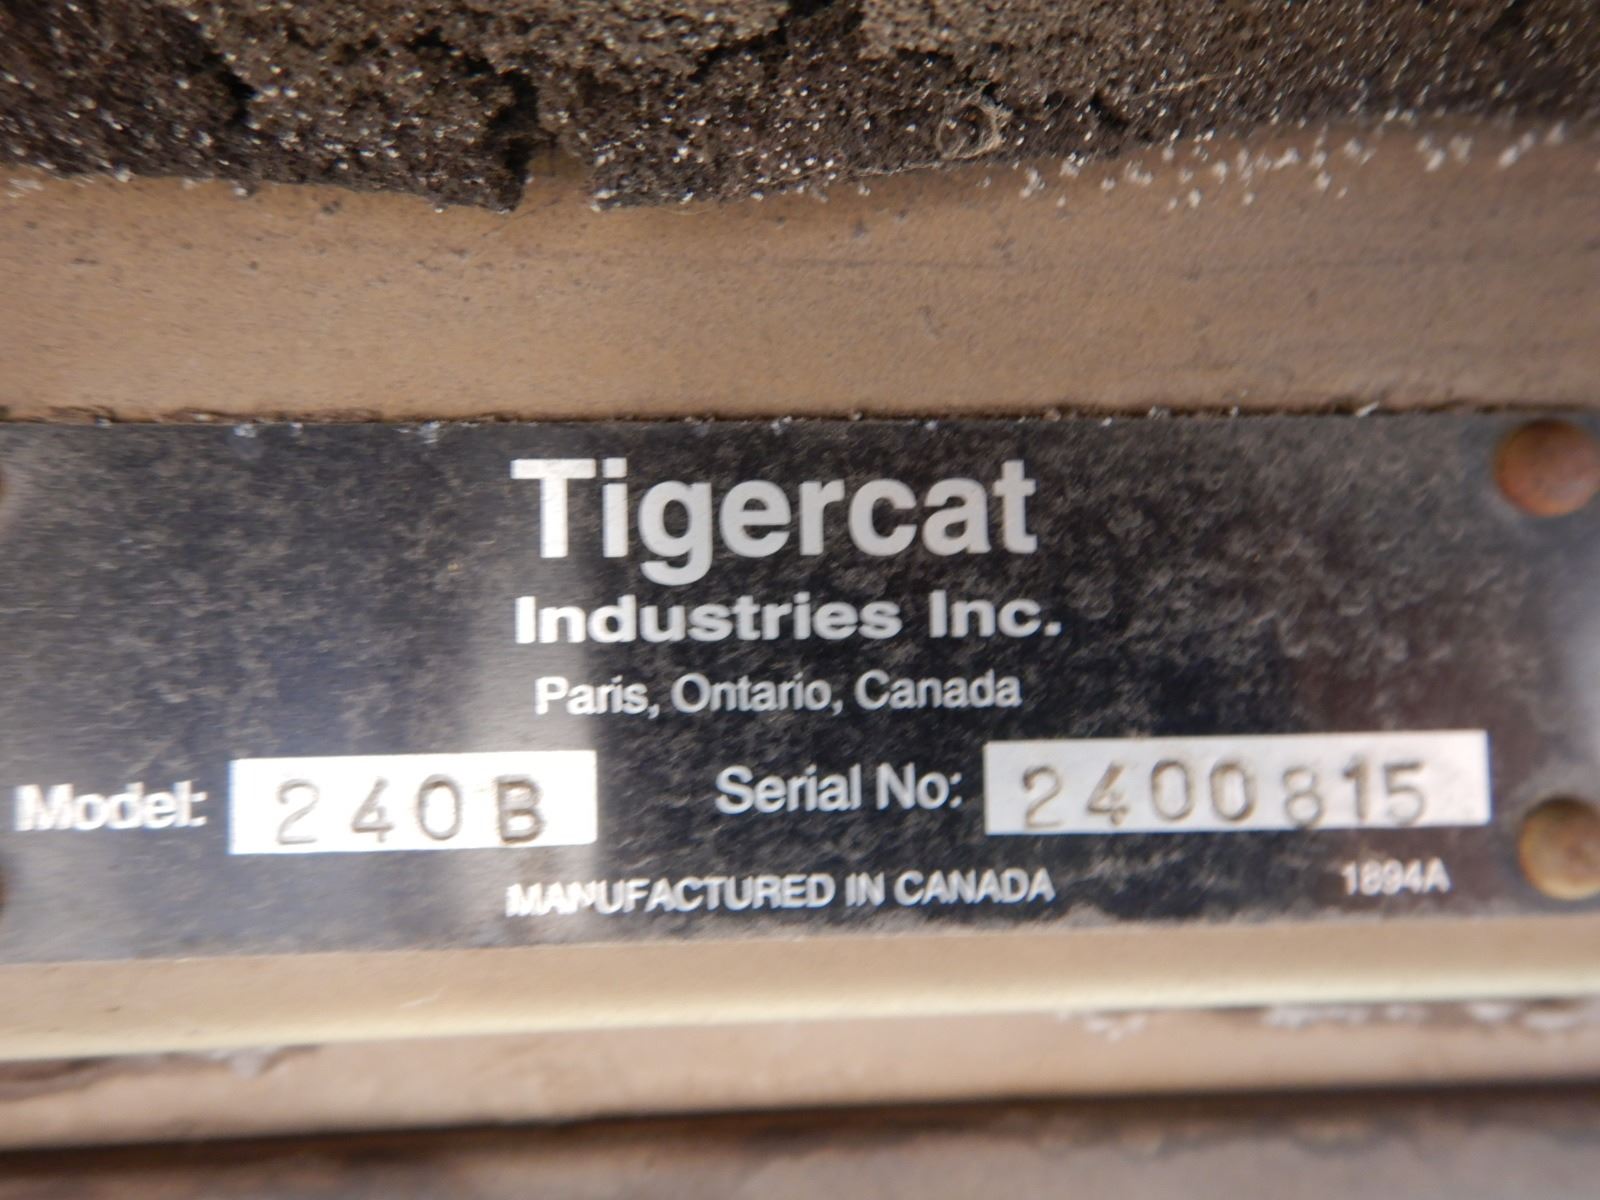 Tigercat
Industries Inc.
Paris, Ontario, Canada
Model: 240B Serial No: 2400815
MANUFACTURED IN CANADA 1894A